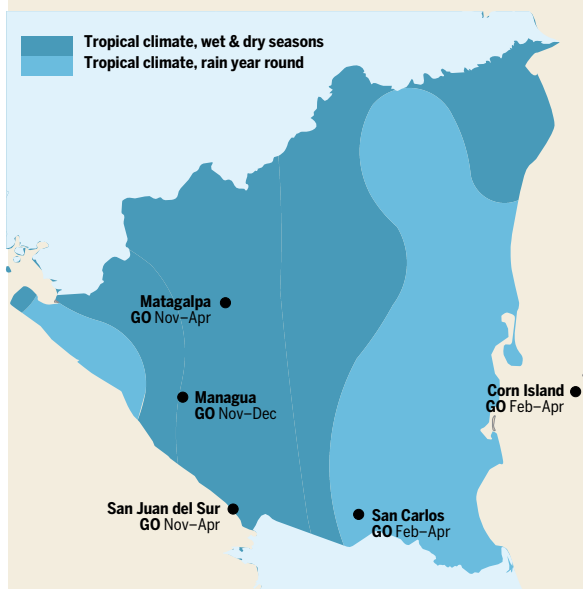 Tropical climate, wet & dry seasons
Tropical climate, rain year round
Matagalpa
GO Nov–Apr
Managua
GO Nov–Dec
Corn Island
GO Feb–Apr
San Juan del Sur
GO Nov–Apr
San Carlos
GO Feb–Apr